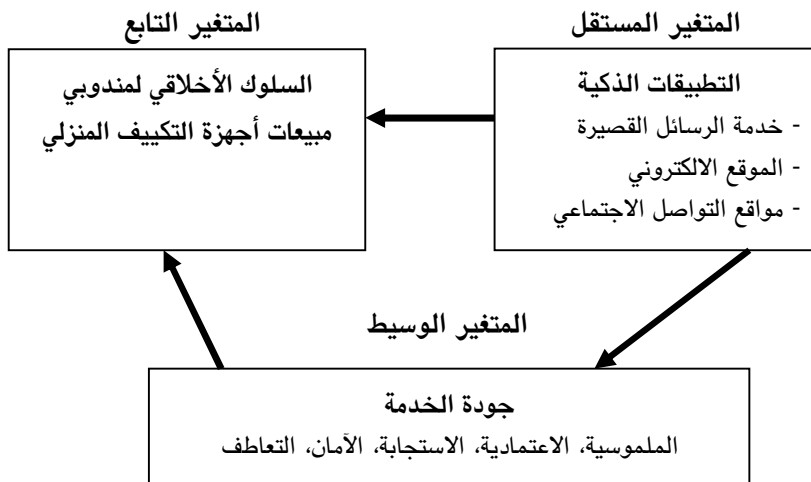 المتغير المستقل
التطبيقات الذكية
- خدمة الرسائل القصيرة
- الموقع الالكتروني
- مواقع التواصل الاجتماعي
المتغير التابع
السلوك الأخلاقي لمندوبي
مبيعات أجهزة التكييف المنزلي
المتغير الوسيط
جودة الخدمة
الملموسية، الاعتمادية، الاستجابة، الآمان، التعاطف